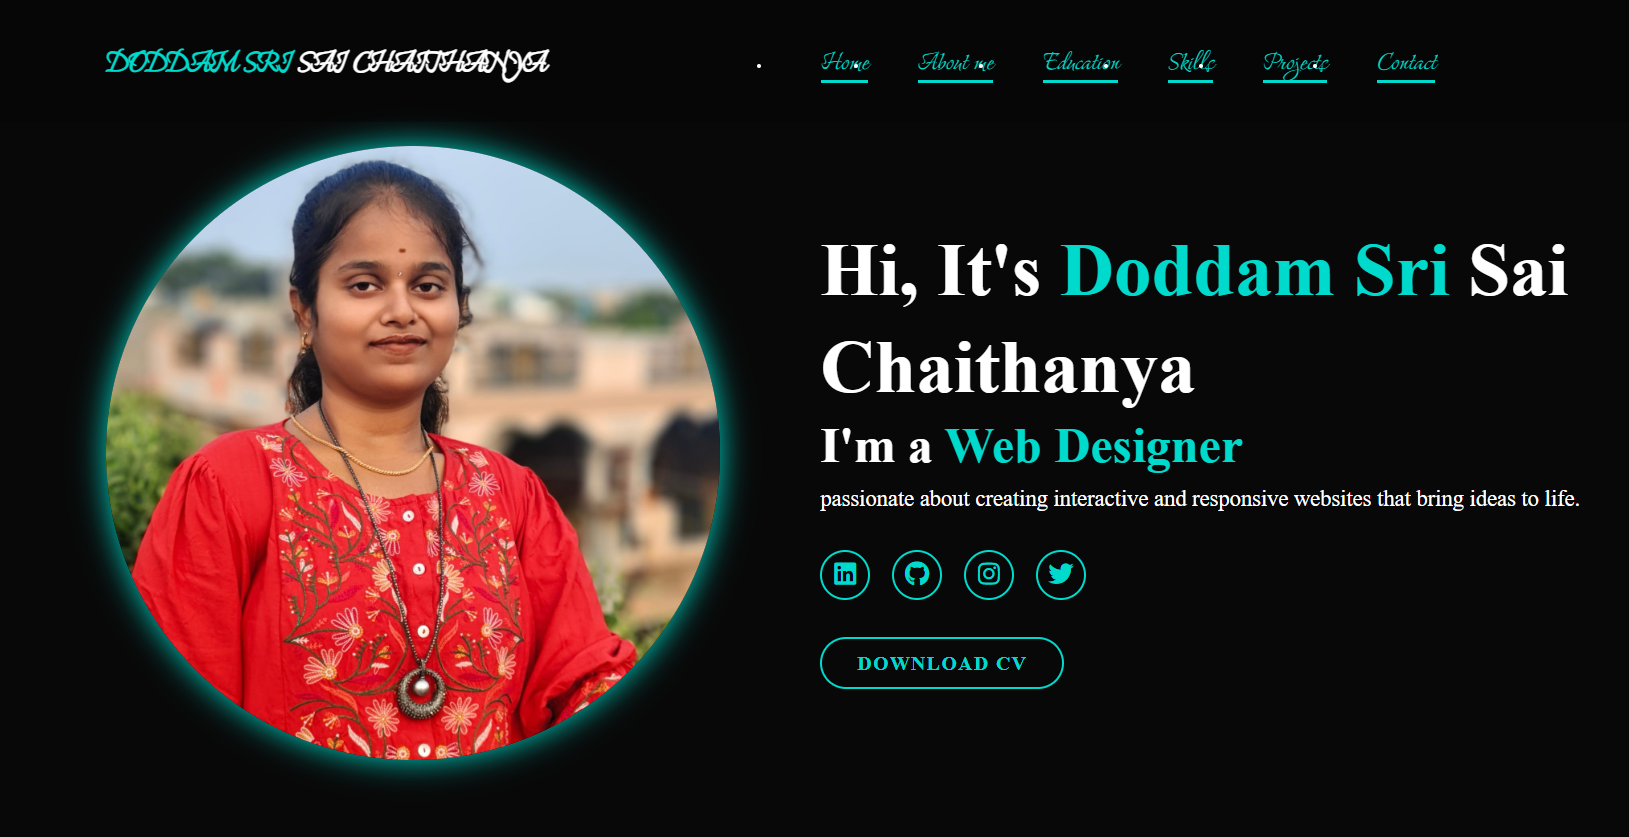 DODDAM SRI SAI CHAITHANYA
Home About me Education Skills Projects Contact
Hi, It's Doddam Sri Sai
Chaithanya
I'm a Web Designer
passionate about creating interactive and responsive websites that bring ideas to life.
in
DOWNLOAD CV